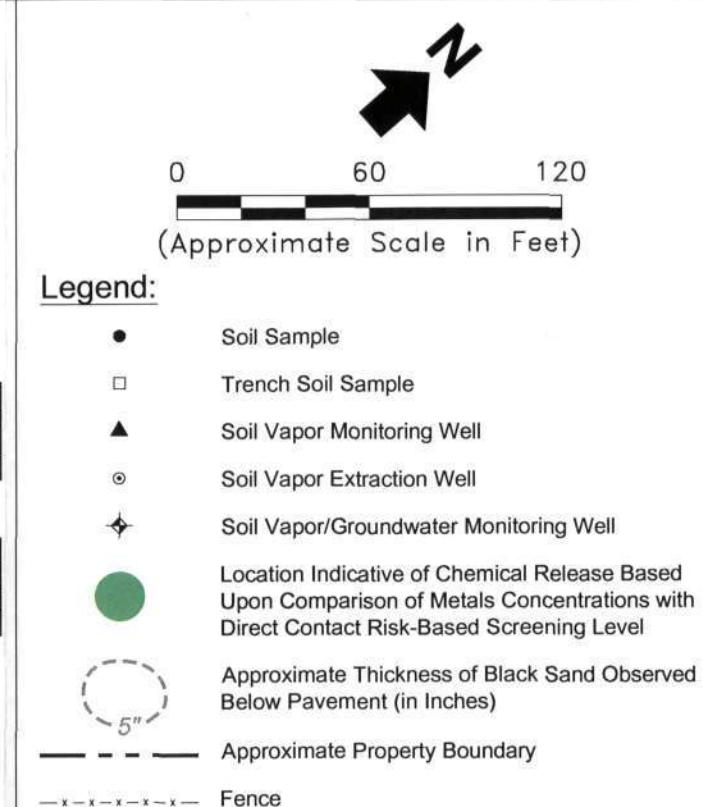 N
0 60 120
(Approximate Scale in Feet)
Legend:
Soil Sample
Trench Soil Sample
Soil Vapor Monitoring Well
Soil Vapor Extraction Well
Soil Vapor/Groundwater Monitoring Well
Location Indicative of Chemical Release Based
Upon Comparison of Metals Concentrations with
Direct Contact Risk-Based Screening Level
Approximate Thickness of Black Sand Observed
Below Pavement (in Inches)
5"
Approximate Property Boundary
Fence